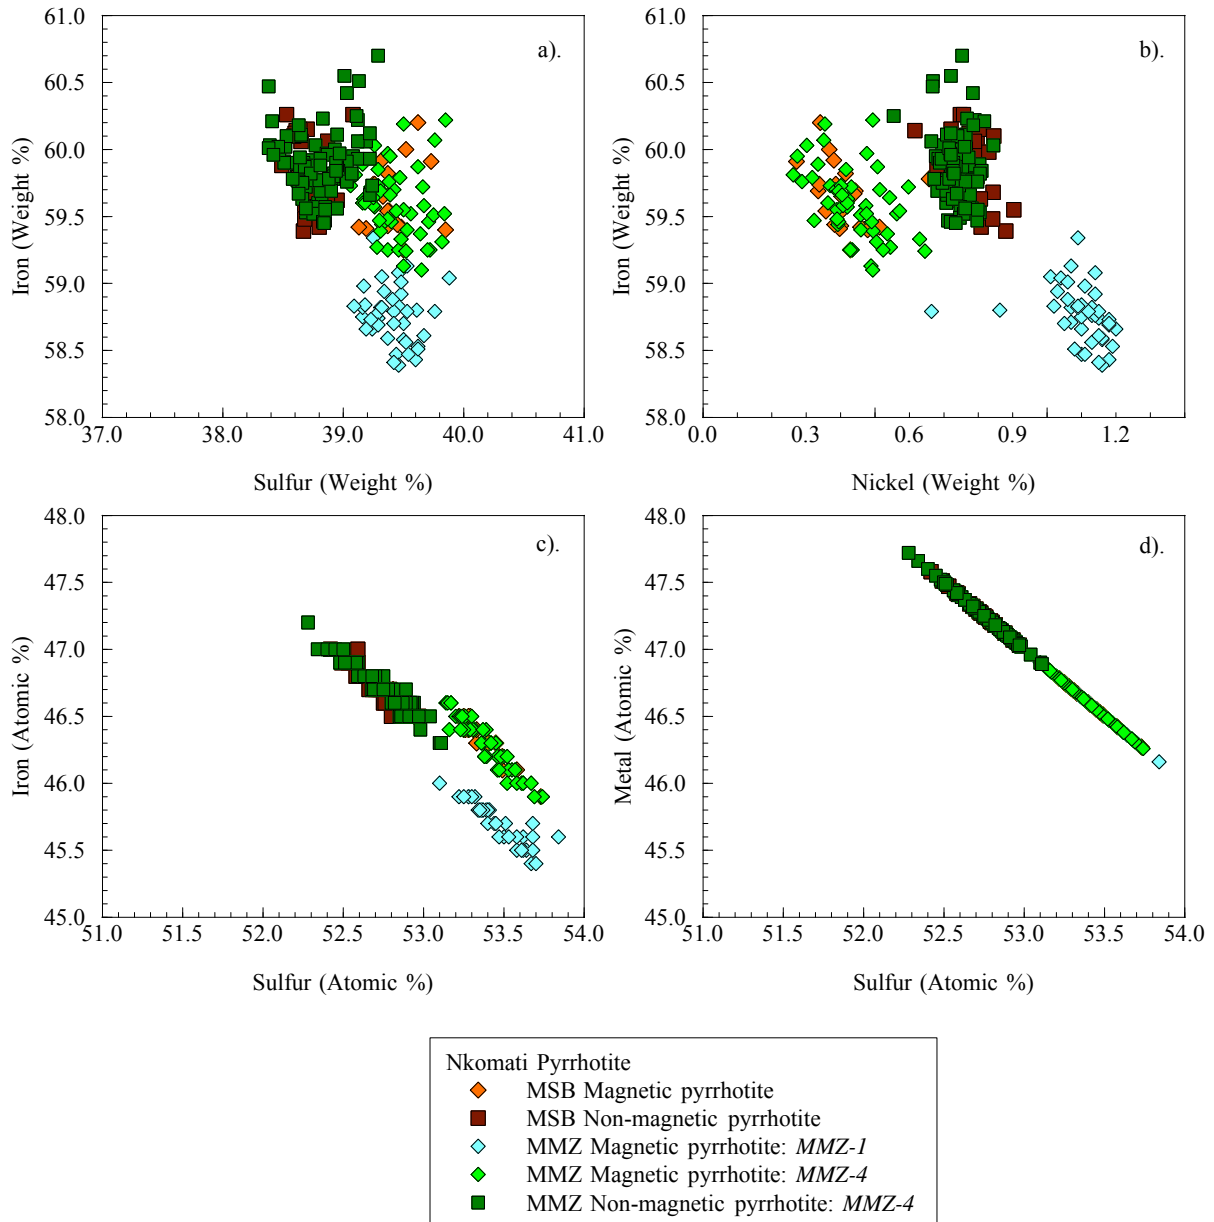 a).
61.0
60.5
60.0
59.5
59.0
58.5
58.0
Iron (Weight %)
37.0 38.0 39.0 40.0 41.0
Sulfur (Weight %)
b).
61.0
60.5
60.0
59.5
59.0
58.5
58.0
Iron (Weight %)
0.0 0.3 0.6 0.9 1.2
Nickel (Weight %)
c).
48.0
47.5
47.0
46.5
46.0
45.5
45.0
Iron (Atomic %)
51.0 51.5 52.0 52.5 53.0 53.5 54.0
Sulfur (Atomic %)
d).
48.0
47.5
47.0
46.5
46.0
45.5
45.0
Metal (Atomic %)
51.0 51.5 52.0 52.5 53.0 53.5 54.0
Sulfur (Atomic %)
Nkomati Pyrrhotite
MSB Magnetic pyrrhotite
MSB Non-magnetic pyrrhotite
MMZ Magnetic pyrrhotite: MMZ-1
MMZ Magnetic pyrrhotite: MMZ-4
MMZ Non-magnetic pyrrhotite: MMZ-4